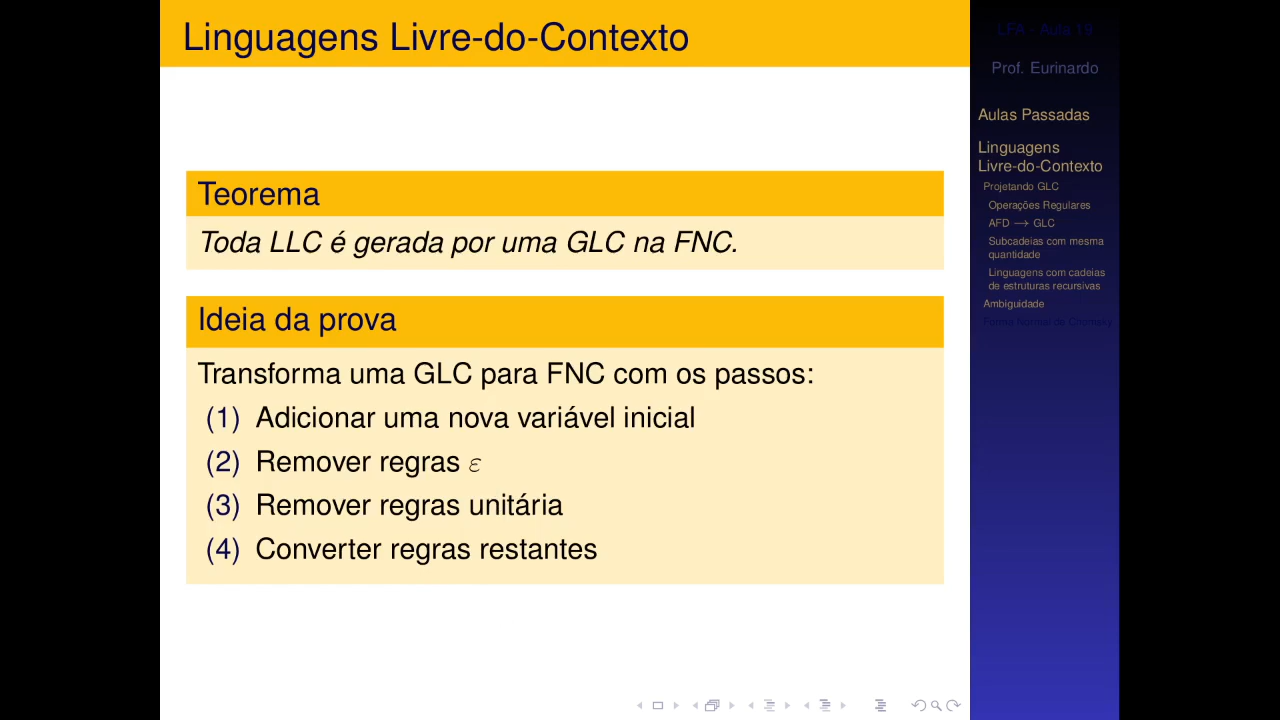 Linguagens Livre-do-Contexto
Teorema
Toda LLC é gerada por uma GLC na FNC.
Ideia da prova
Transforma uma GLC para FNC com os passos:
(1) Adicionar uma nova variável inicial
(2) Remover regras ε
(3) Remover regras unitária
(4) Converter regras restantes
LFA - Aula 19
Prof. Eurinardo
Aulas Passadas
Linguagens
Livre-do-Contexto
Projetando GLC
Operações Regulares
AFD → GLC
Subcadeias com mesma
quantidade
Linguagens com cadeias
de estruturas recursivas
Ambiguidade
Forma Normal de Chomsky